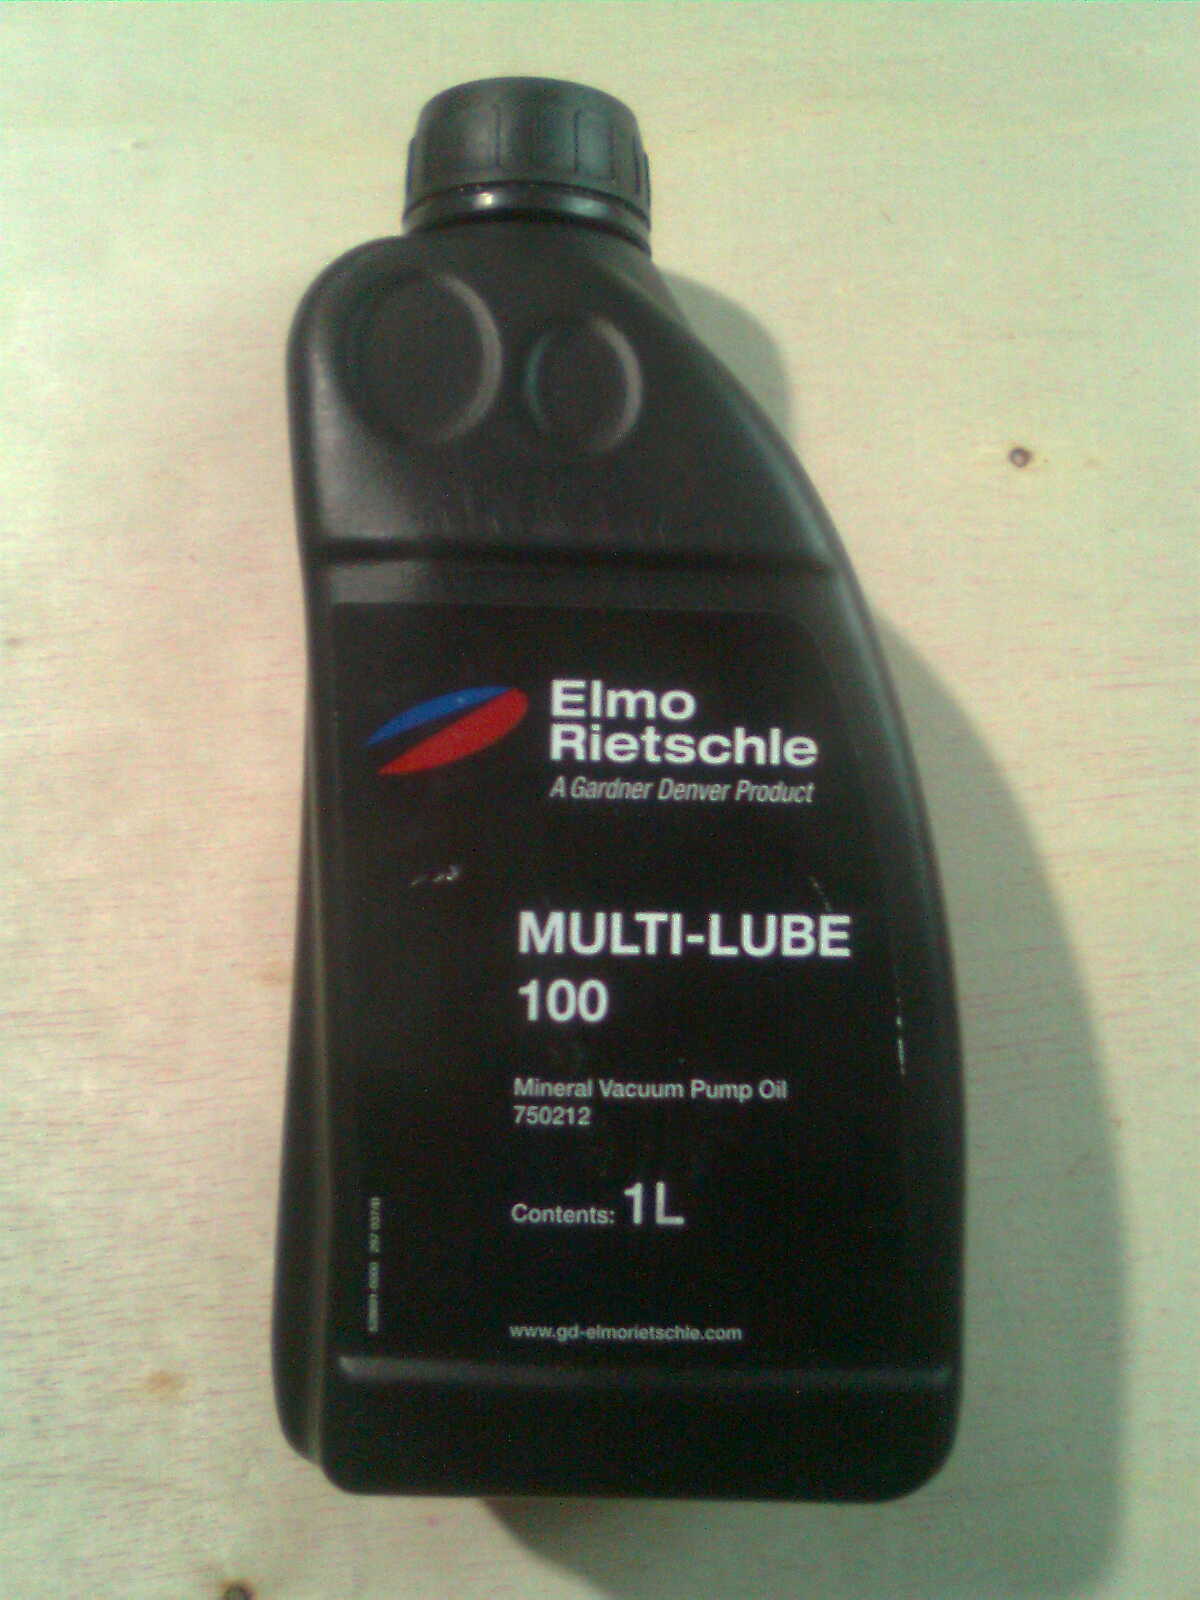 Elmo
Rietschle
A Gardner Denver Product
MULTI-LUBE
100
Mineral Vacuum Pump Oil
750212
Contents: 1L
www.gd-elmorietschle.com